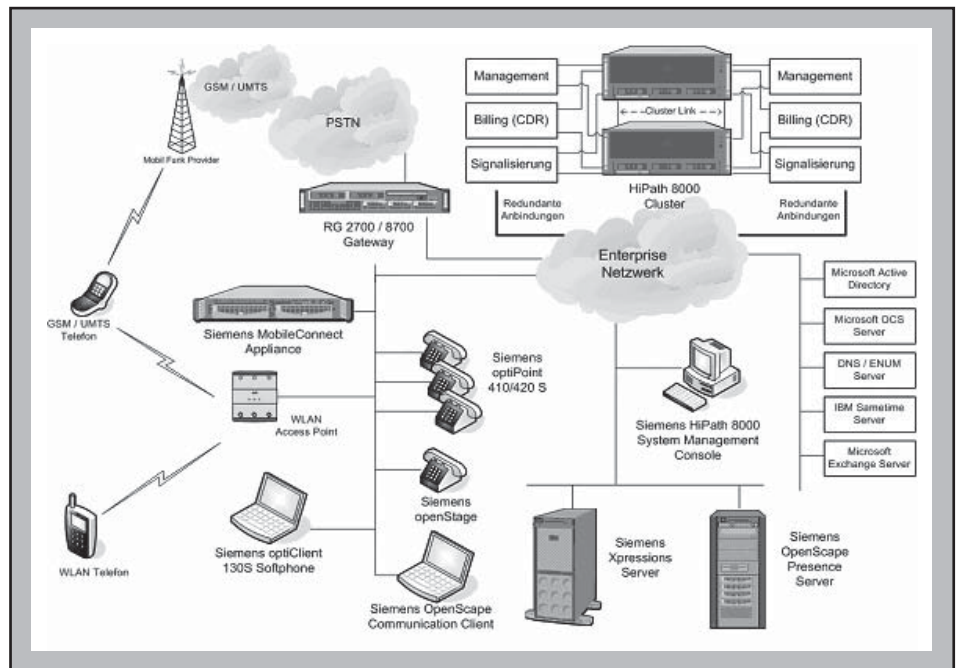 GSM / UMTS
PSTN
Mobil Funk Provider
Management
Billing (CDR)
Signalisierung
<--Cluster Link-->
Management
Billing (CDR)
Signalisierung
HiPath 8000
Cluster
Redundante
Anbindungen
Redundante
Anbindungen
RG 2700 / 8700
Gateway
Enterprise
Netzwerk
GSM / UMTS
Telefon
Siemens MobileConnect
Appliance
Siemens
optiPoint
410/420 S
WLAN
Access Point
Siemens HiPath 8000
System Management
Console
Microsoft Active
Directory
Microsoft OCS
Server
DNS / ENUM
Server
IBM Sametime
Server
Microsoft
Exchange Server
WLAN Telefon
Siemens optiClient
130S Softphone
Siemens
openStage
Siemens OpenScape
Communication Client
Siemens
Xpressions
Server
Siemens
OpenScape
Presence
Server